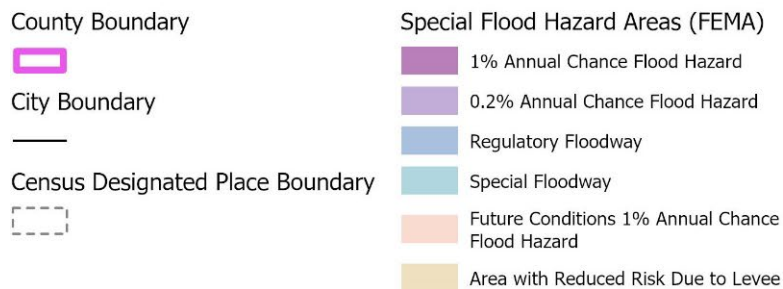 County Boundary
City Boundary
Census Designated Place Boundary
Special Flood Hazard Areas (FEMA)
1% Annual Chance Flood Hazard
0.2% Annual Chance Flood Hazard
Regulatory Floodway
Special Floodway
Future Conditions 1% Annual Chance
Flood Hazard
Area with Reduced Risk Due to Levee